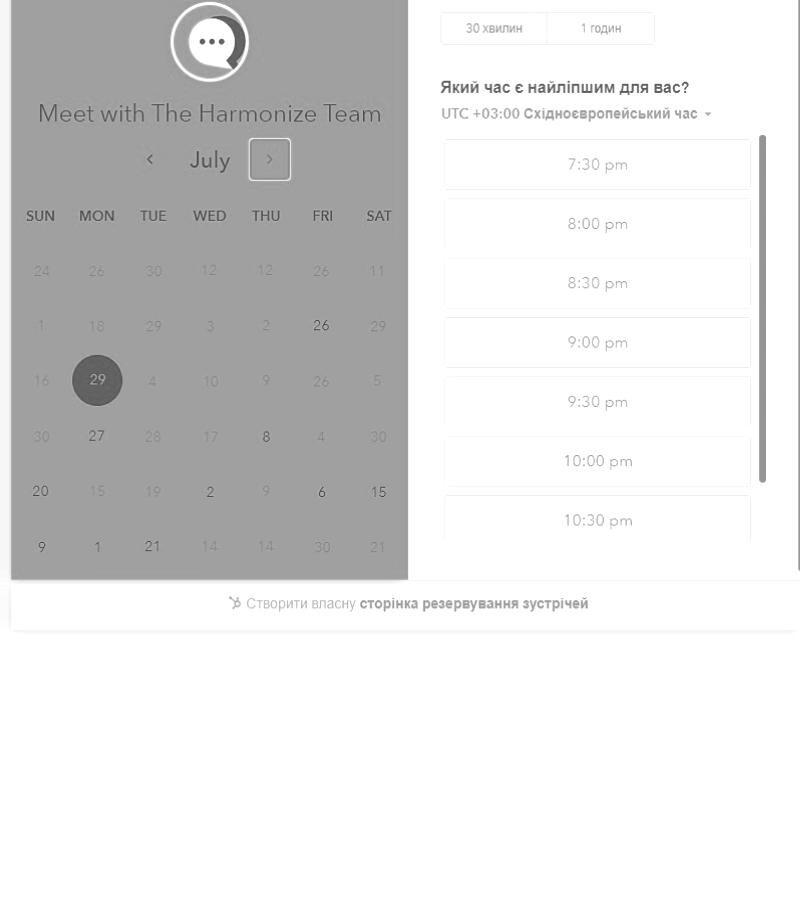 Meet with The Harmonize Team
July
SUN MON TUE WED THU FRI SAT
24 26 30 12 12 26 11
1 18 29 3 2 26 29
16 29 4 10 9 26 5
30 27 28 17 8 4 30
20 15 19 2 9 6 15
9 1 21 14 14 30 21
30 хвилин 1 годин
Який час є найліпшим для вас?
UTC +03:00 Східноєвропейський час
7:30 pm
8:00 pm
8:30 pm
9:00 pm
9:30 pm
10:00 pm
10:30 pm
Створити власну сторінка резервування зустрічей